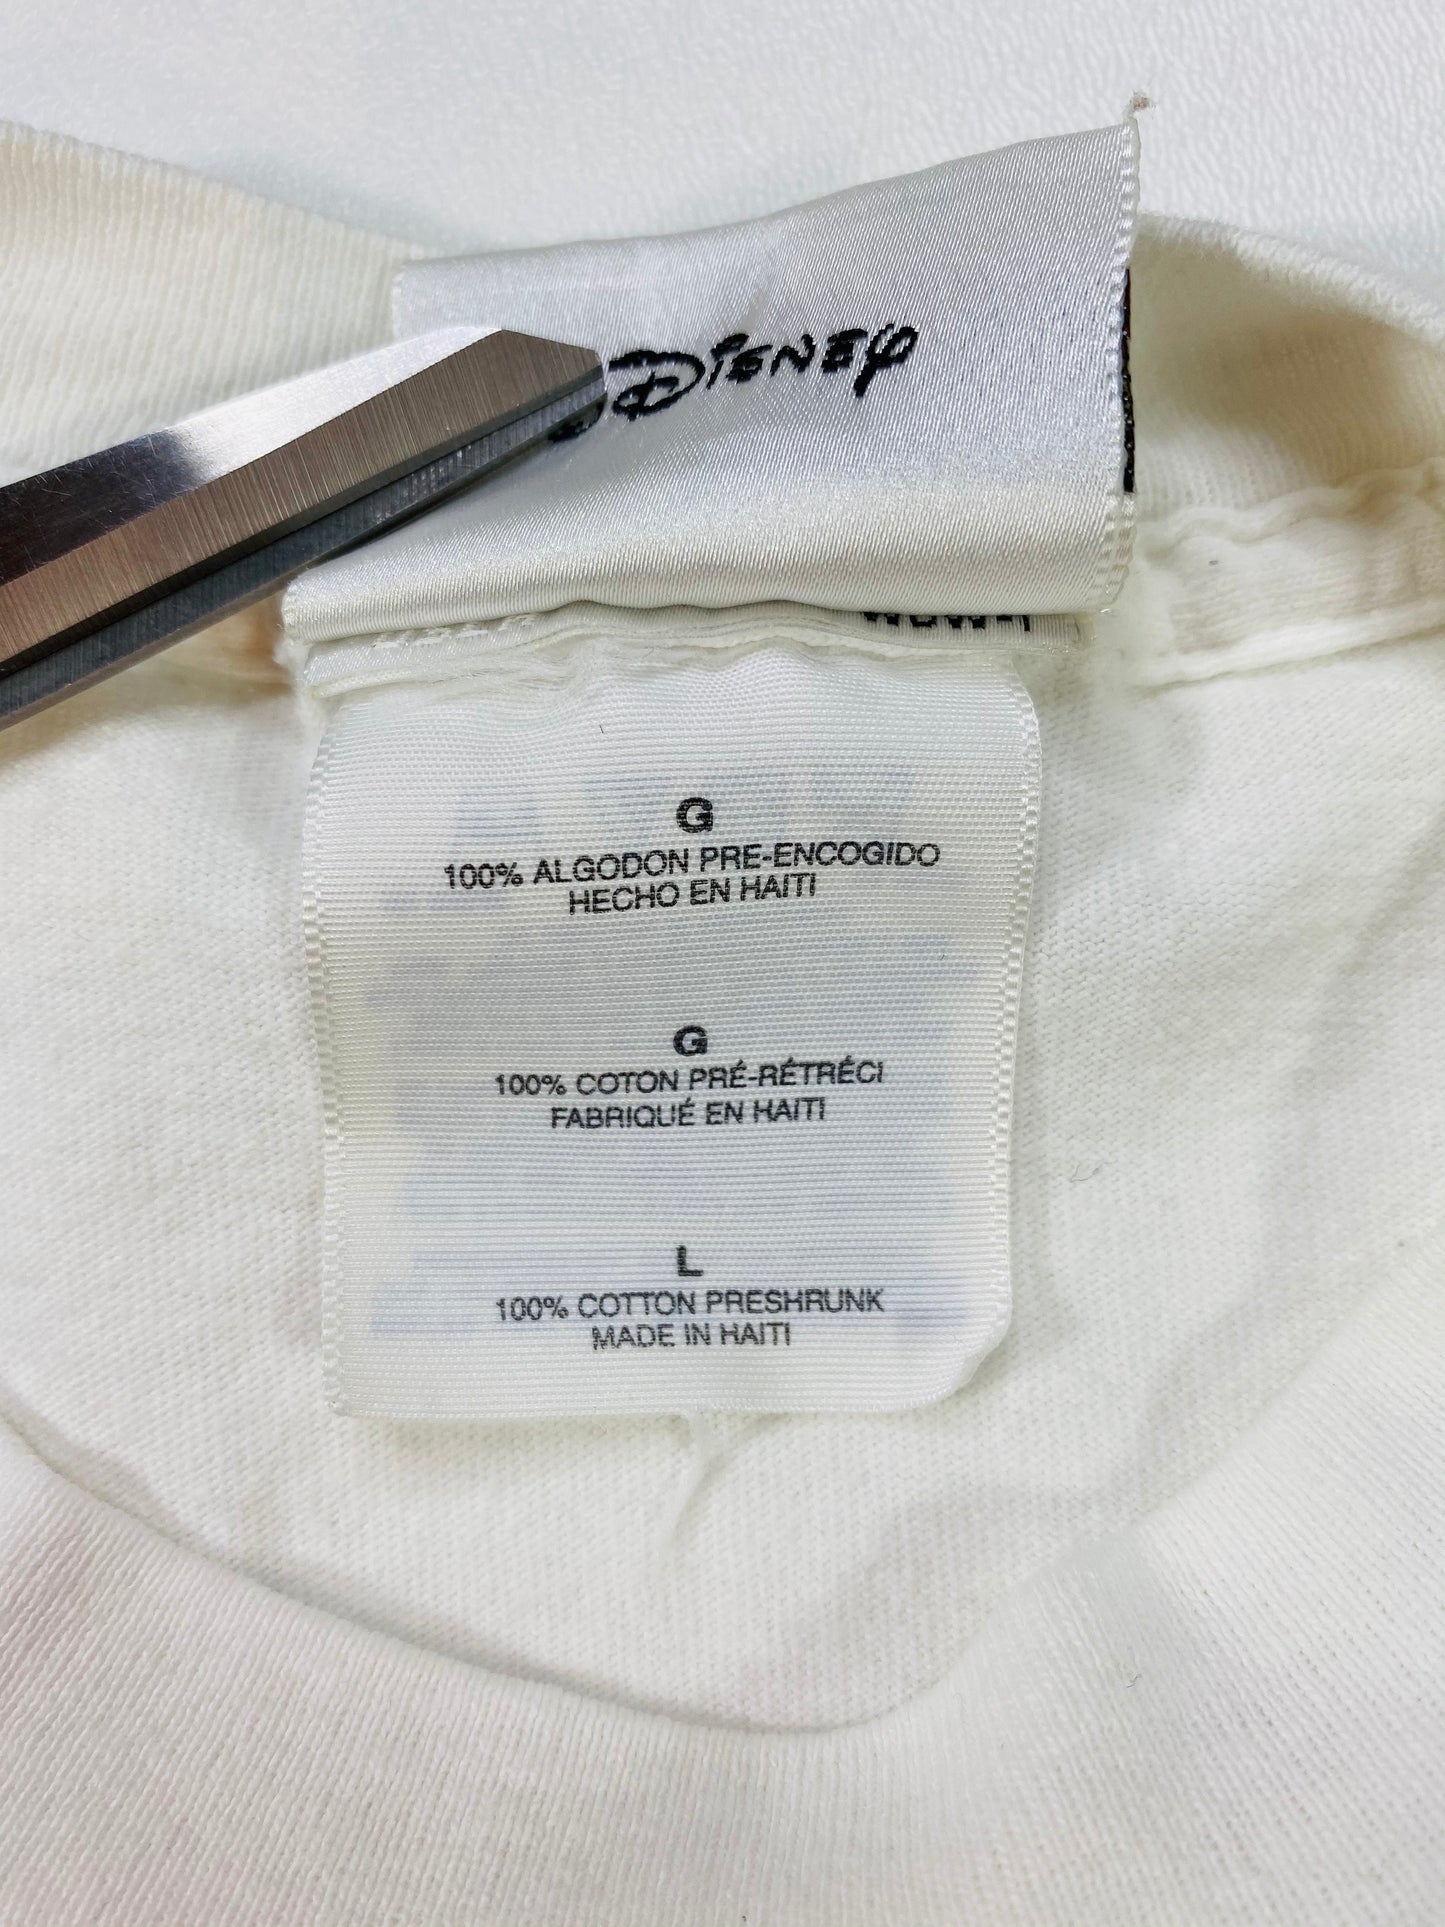 Disney
G
100% ALGODON PRE-ENCOGIDO
HECHO EN HAITI
G
100% COTON PRÉ-RÉTRÉCI
FABRIQUÉ EN HAITI
L
100% COTTON PRESHRUNK
MADE IN HAITI